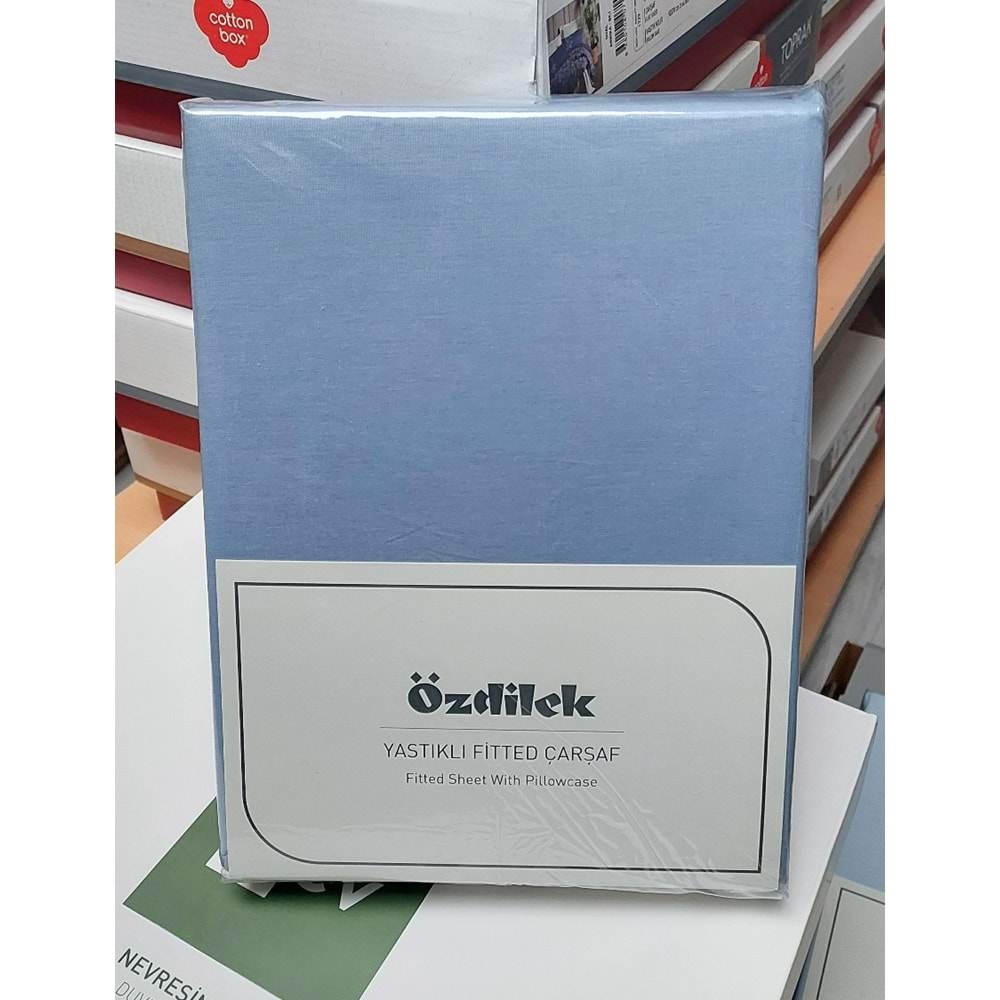 cotton
box
TOPRAK
Özdilek
YASTIKLI FİTTED ÇARŞAF
Fitted Sheet With Pillowcase
NEVRESİM